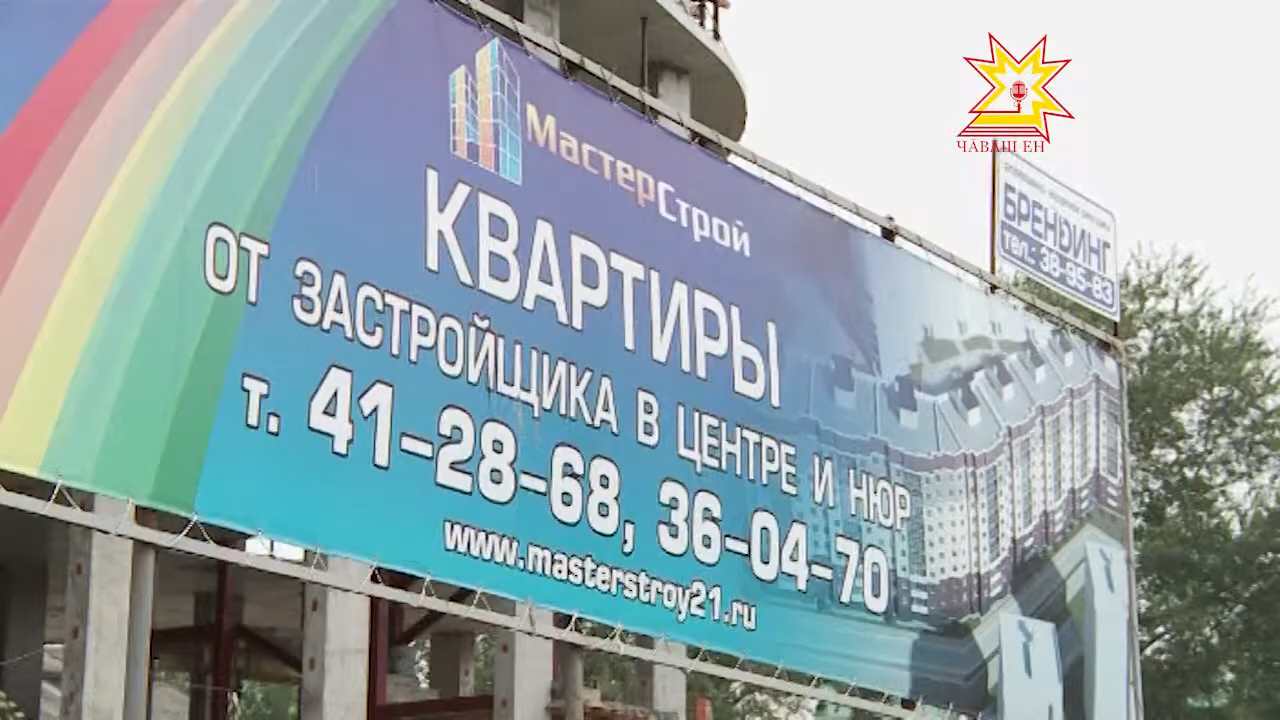 МастерСтрой
КВАРТИРЫ
ОТ ЗАСТРОЙЩИКА В ЦЕНТРЕ И НЮР
т. 41-28-68, 36-04-70
www.masterstroy21.ru
ЧӐВАШ ЕН
БРЕНДИНГ
тел.: 38-95-83